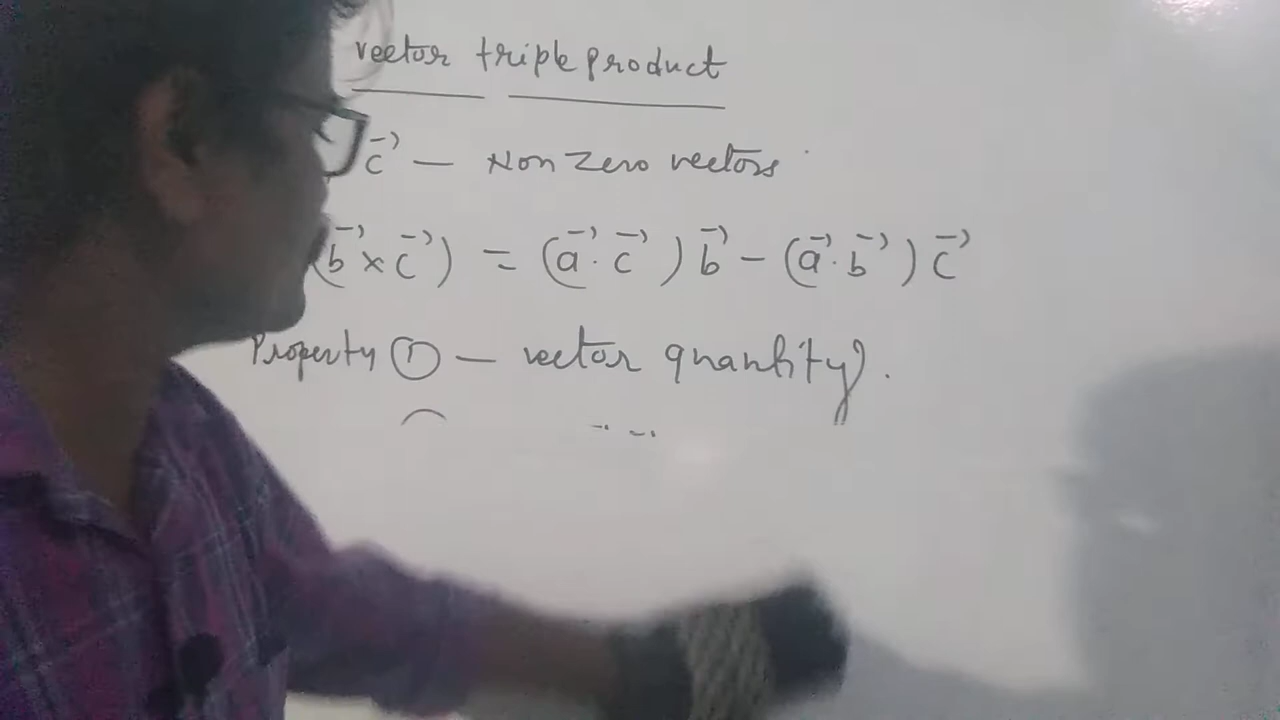 vector triple product
c⃗ — Non zero vectors
(b⃗ × c⃗) = (a⃗ · c⃗) b⃗ − (a⃗ · b⃗) c⃗
Property ① — vector quantity.